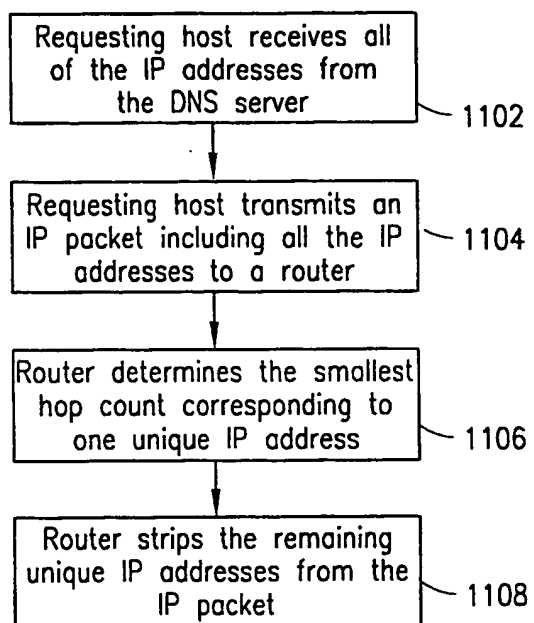 Requesting host receives all
of the IP addresses from
the DNS server
1102
Requesting host transmits an
IP packet including all the IP
addresses to a router
1104
Router determines the smallest
hop count corresponding to
one unique IP address
1106
Router strips the remaining
unique IP addresses from the
IP packet
1108